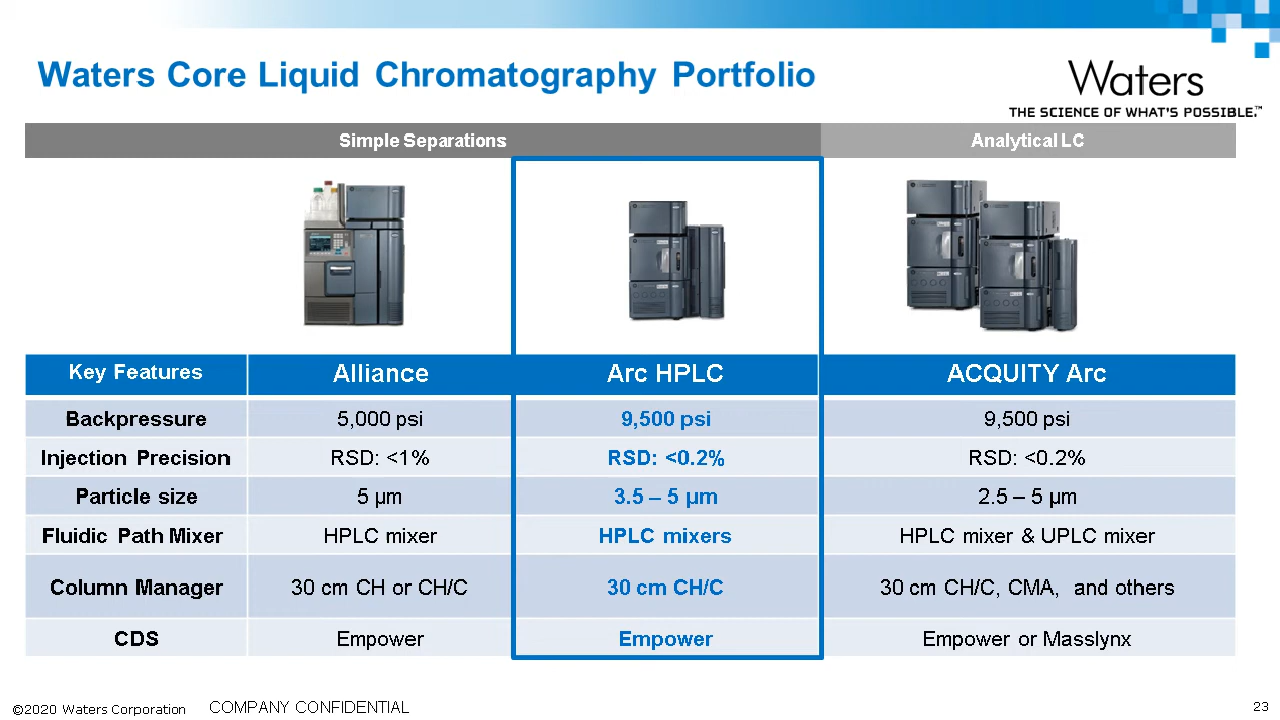 Waters Core Liquid Chromatography Portfolio
Waters
THE SCIENCE OF WHAT'S POSSIBLE.™
Simple Separations
Analytical LC
Key Features Alliance Arc HPLC ACQUITY Arc
Backpressure 5,000 psi 9,500 psi 9,500 psi
Injection Precision RSD: <1% RSD: <0.2% RSD: <0.2%
Particle size 5 µm 3.5 – 5 µm 2.5 – 5 µm
Fluidic Path Mixer HPLC mixer HPLC mixers HPLC mixer & UPLC mixer
Column Manager 30 cm CH or CH/C 30 cm CH/C 30 cm CH/C, CMA, and others
CDS Empower Empower Empower or Masslynx
©2020 Waters Corporation COMPANY CONFIDENTIAL 23